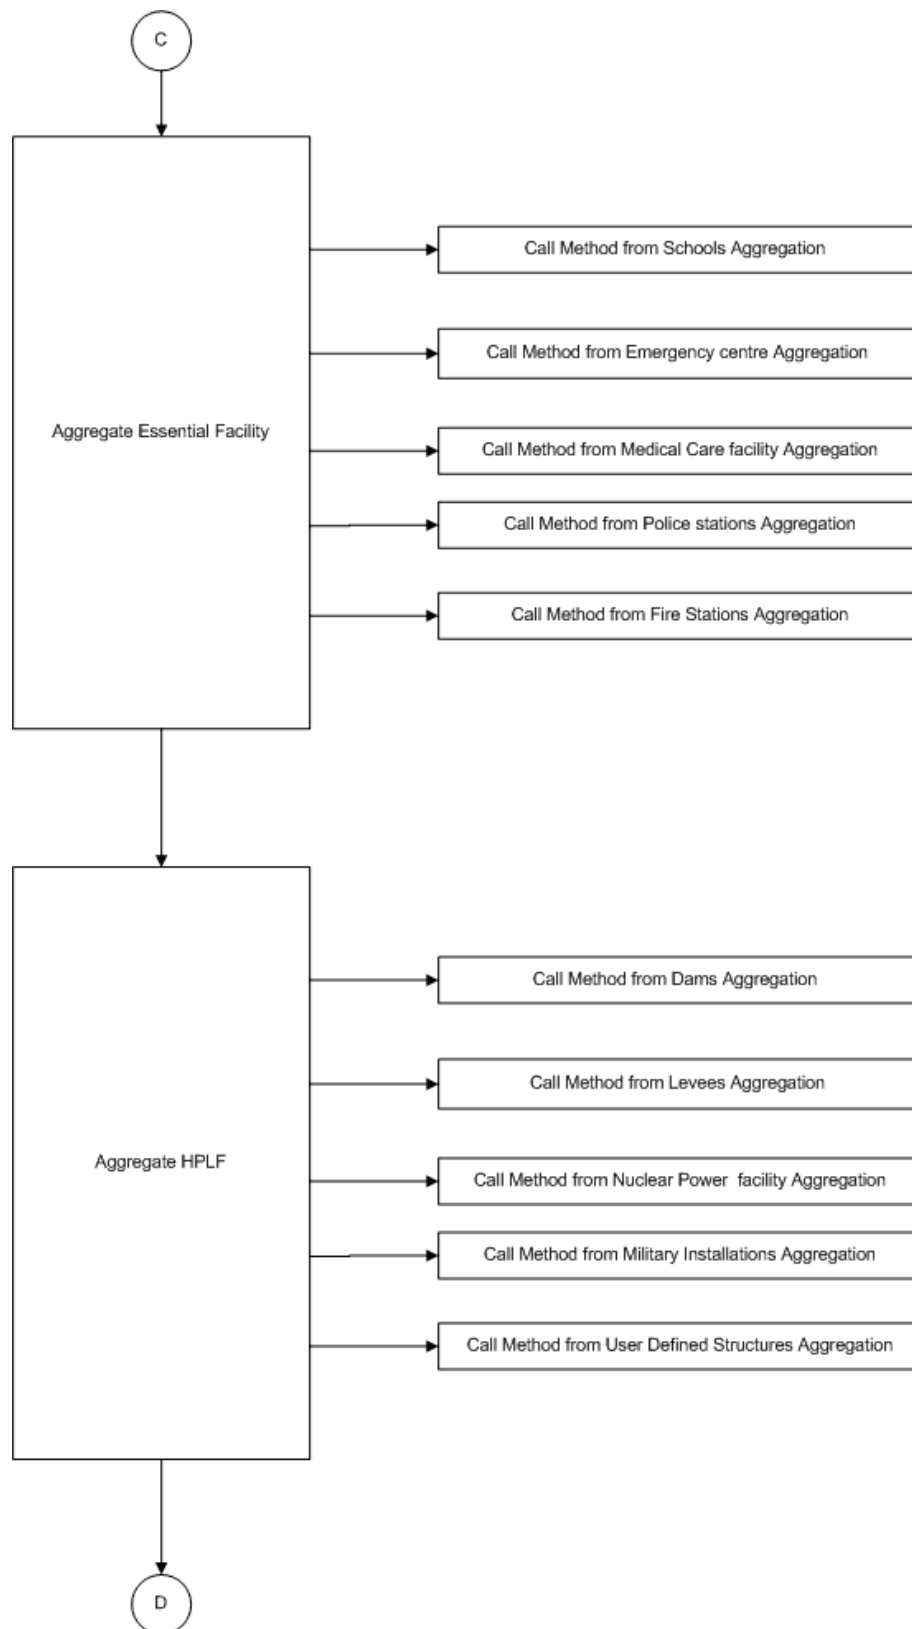 C
Call Method from Schools Aggregation
Call Method from Emergency centre Aggregation
Aggregate Essential Facility
Call Method from Medical Care facility Aggregation
Call Method from Police stations Aggregation
Call Method from Fire Stations Aggregation
Call Method from Dams Aggregation
Call Method from Levees Aggregation
Aggregate HPLF
Call Method from Nuclear Power  facility Aggregation
Call Method from Military Installations Aggregation
Call Method from User Defined Structures Aggregation
D